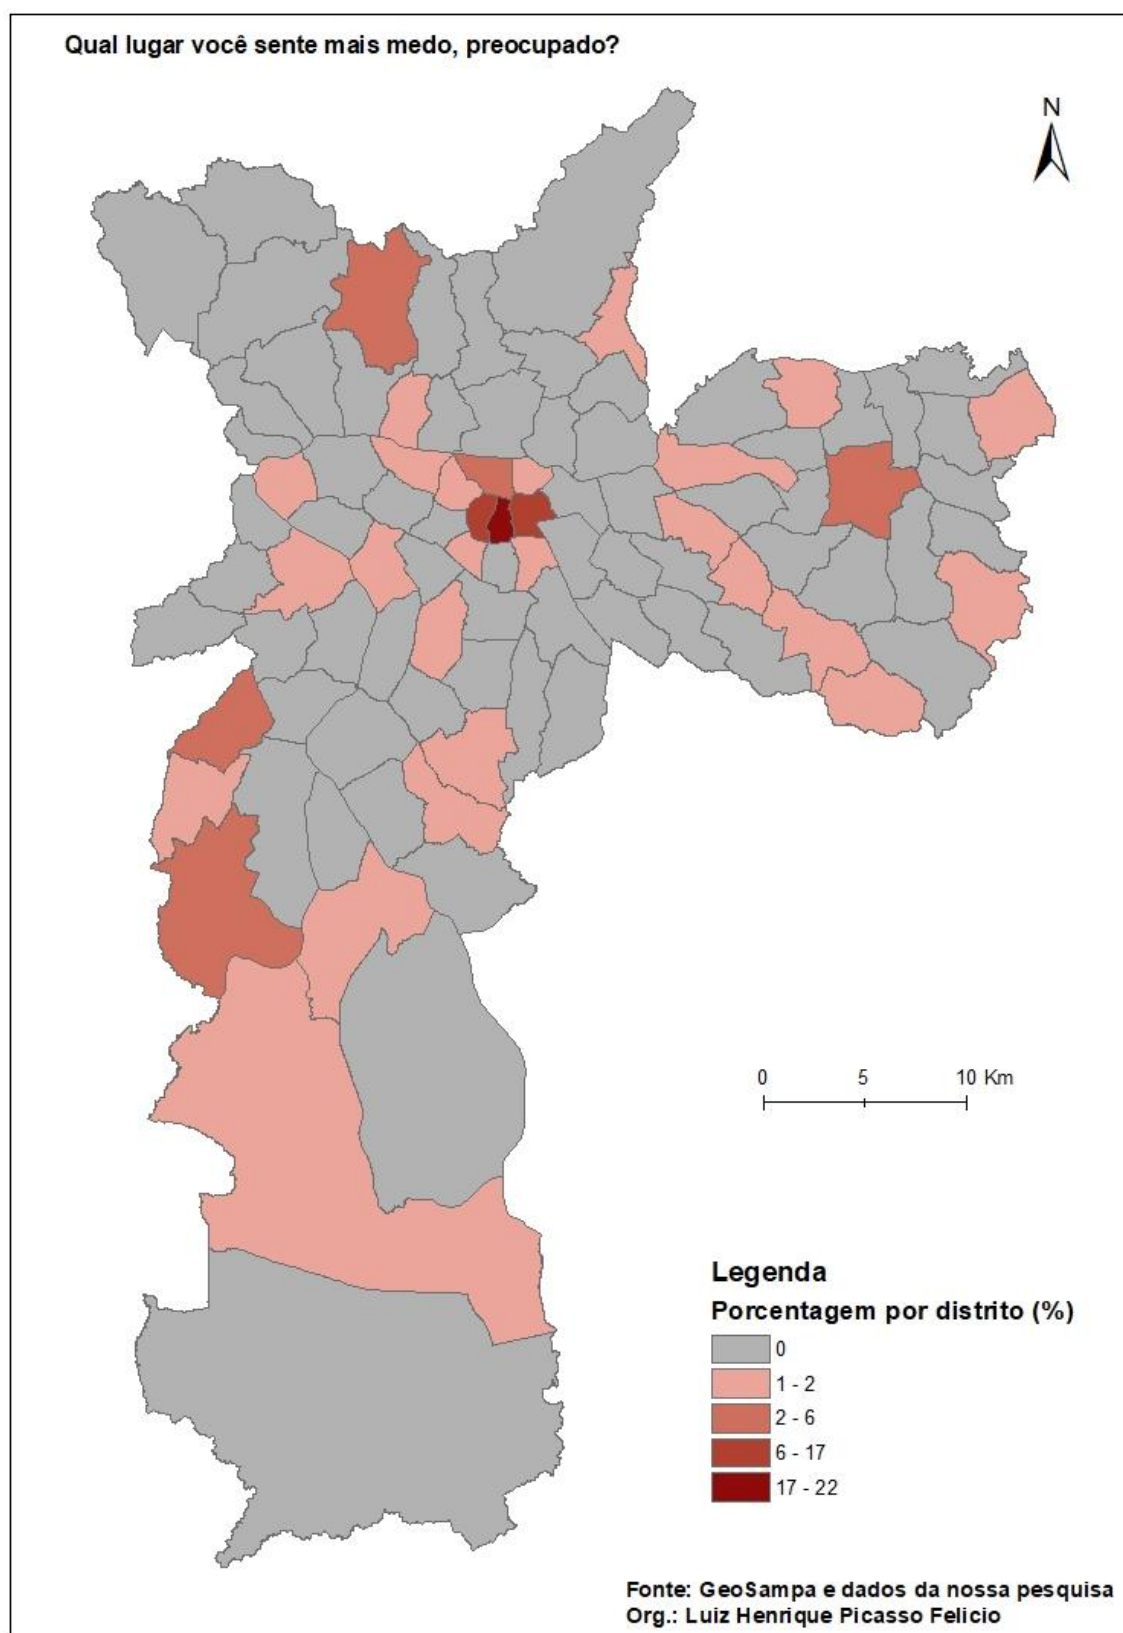 Qual lugar você sente mais medo, preocupado?
N
0 5 10 Km
Legenda
Porcentagem por distrito (%)
0
1 - 2
2 - 6
6 - 17
17 - 22
Fonte: GeoSampa e dados da nossa pesquisa
Org.: Luiz Henrique Picasso Felicio